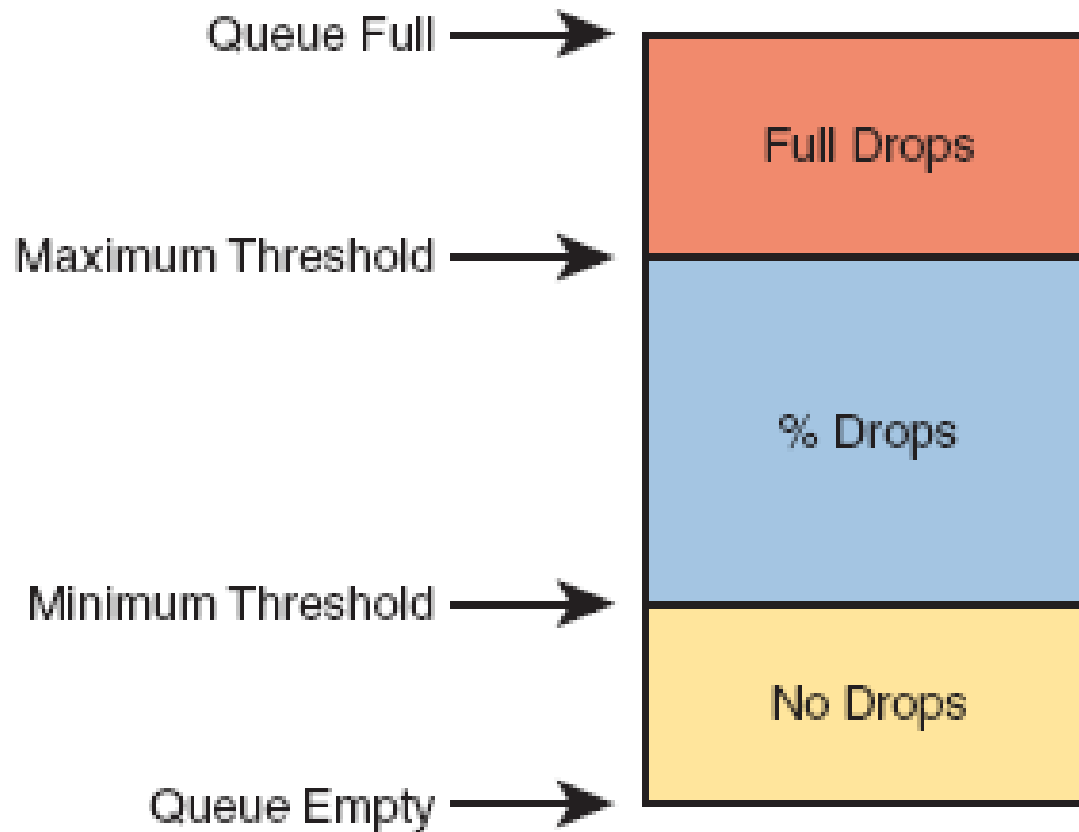 Queue Full
Full Drops
Maximum Threshold
% Drops
Minimum Threshold
No Drops
Queue Empty